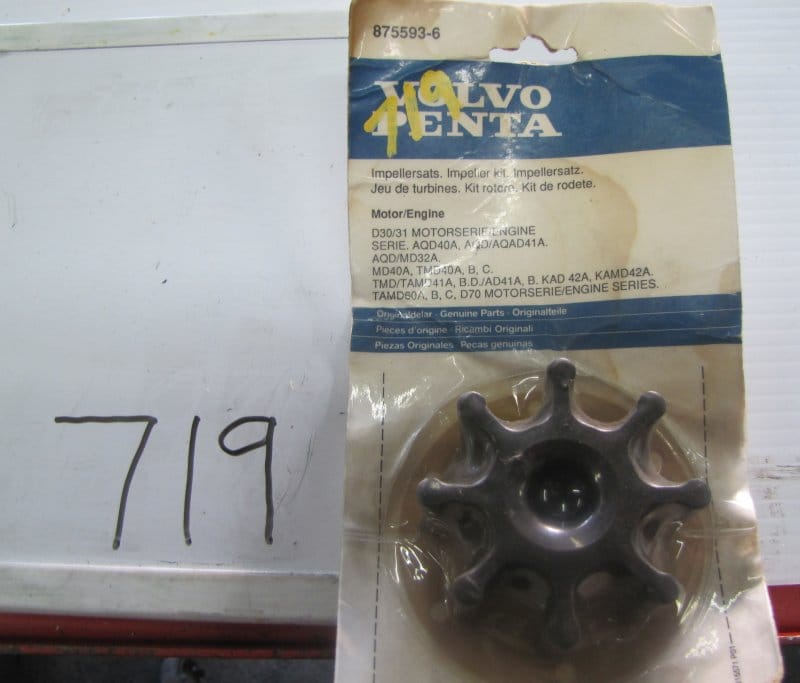 875593-6
VOLVO
PENTA
719
Impellersats. Impeller kit. Impellersatz.
Jeu de turbines. Kit rotore. Kit de rodete.
Motor/Engine
D30/31 MOTORSERIE/ENGINE
SERIE. AQD40A, AQD/AQAD41A.
AQD/MD32A.
MD40A, TMD40A, B, C.
TMD/TAMD41A, B.D./AD41A, B. KAD 42A, KAMD42A.
TAMD60A, B, C, D70 MOTORSERIE/ENGINE SERIES.
Originaldelar · Genuine Parts · Originalteile
Pieces d'origine · Ricambi Originali
Piezas Originales · Pecas genuinas
719